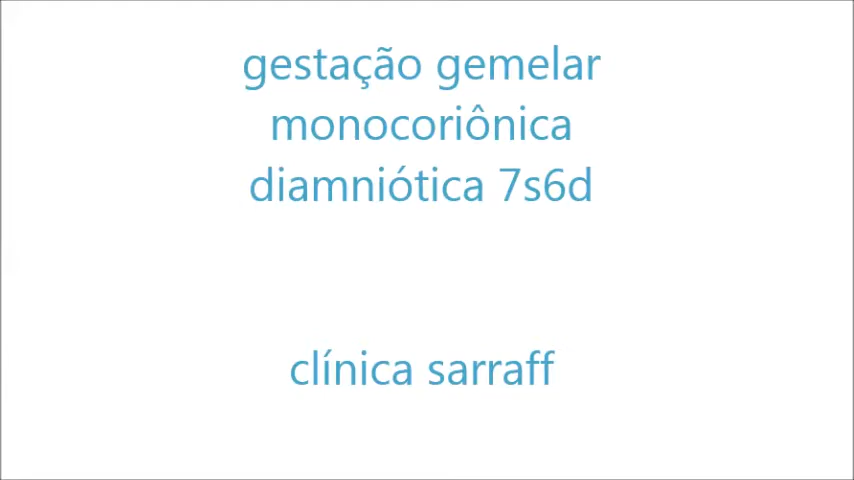 gestação gemelar
monocoriônica
diamniótica 7s6d
clínica sarraff